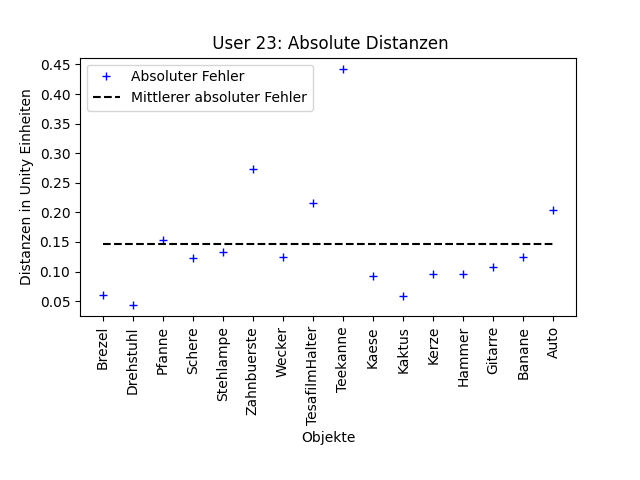 User 23: Absolute Distanzen
Absoluter Fehler
Mittlerer absoluter Fehler
Distanzen in Unity Einheiten
0.45
0.40
0.35
0.30
0.25
0.20
0.15
0.10
0.05
Brezel
Drehstuhl
Pfanne
Schere
Stehlampe
Zahnbuerste
Wecker
TesafilmHalter
Teekanne
Kaese
Kaktus
Kerze
Hammer
Gitarre
Banane
Auto
Objekte